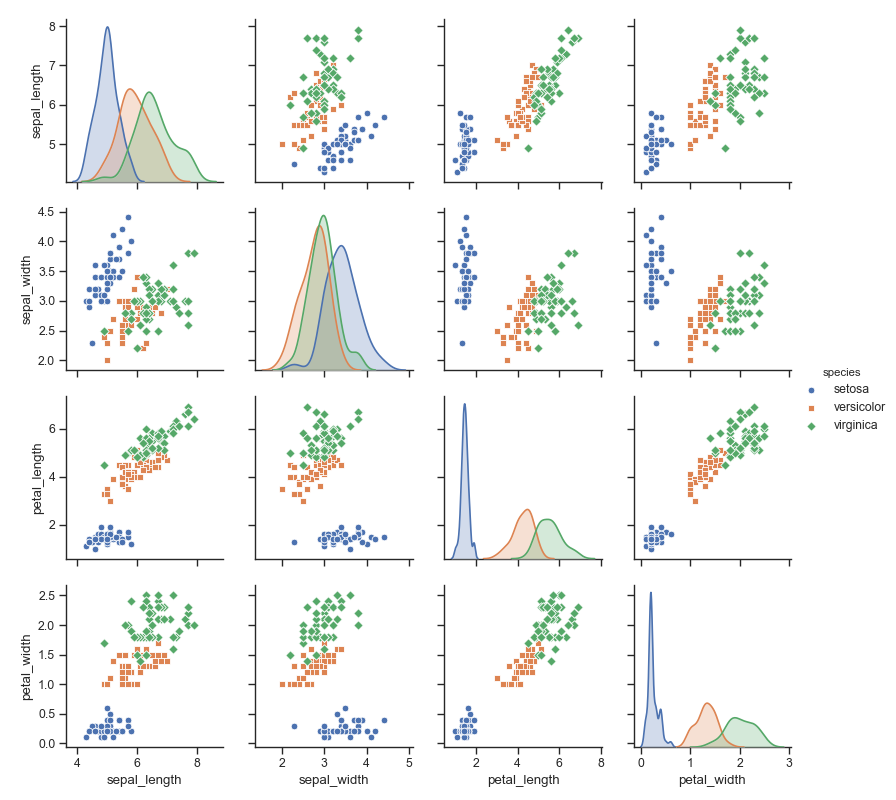 sepal_length
8
7
6
5
sepal_width
4.5
4.0
3.5
3.0
2.5
2.0
species
setosa
versicolor
virginica
petal_length
6
4
2
petal_width
2.5
2.0
1.5
1.0
0.5
0.0
4 6 8 2 3 4 5 2 4 6 8 0 1 2 3
sepal_length sepal_width petal_length petal_width